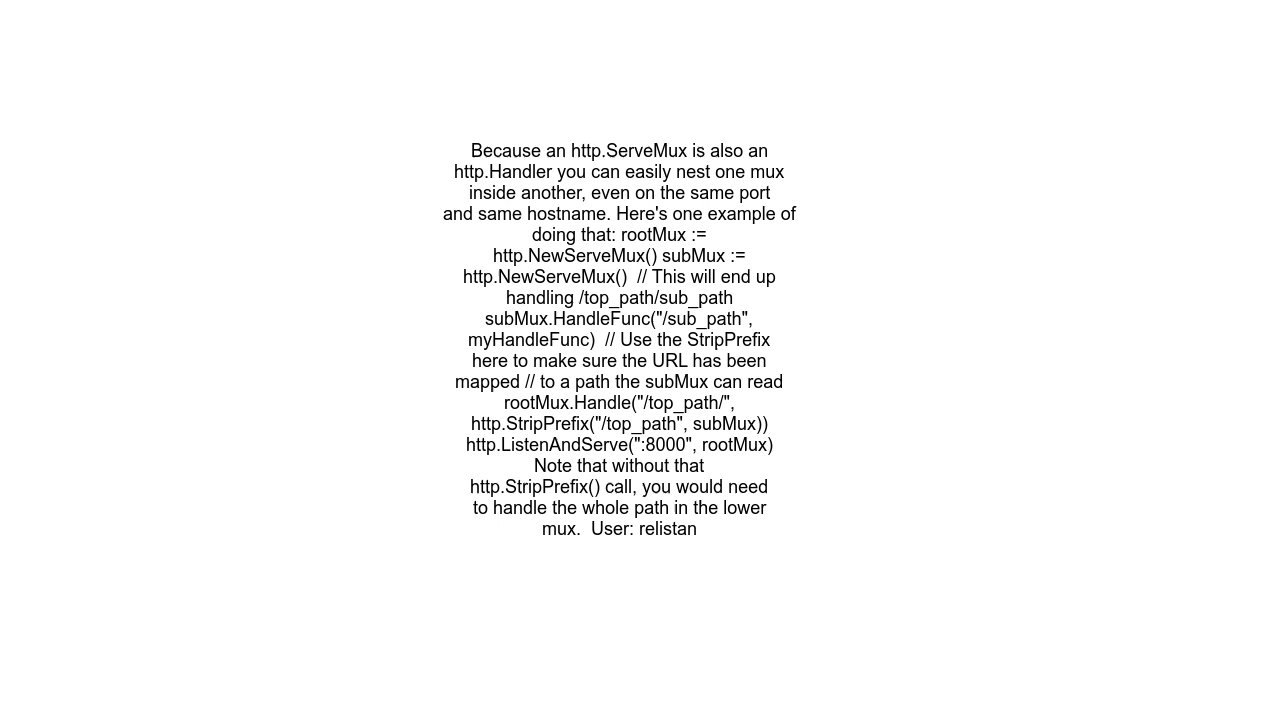 Because an http.ServeMux is also an
http.Handler you can easily nest one mux
inside another, even on the same port
and same hostname. Here's one example of
doing that: rootMux :=
http.NewServeMux() subMux :=
http.NewServeMux()  // This will end up
handling /top_path/sub_path
subMux.HandleFunc("/sub_path",
myHandleFunc)  // Use the StripPrefix
here to make sure the URL has been
mapped // to a path the subMux can read
rootMux.Handle("/top_path/",
http.StripPrefix("/top_path", subMux))
http.ListenAndServe(":8000", rootMux)
Note that without that
http.StripPrefix() call, you would need
to handle the whole path in the lower
mux.  User: relistan